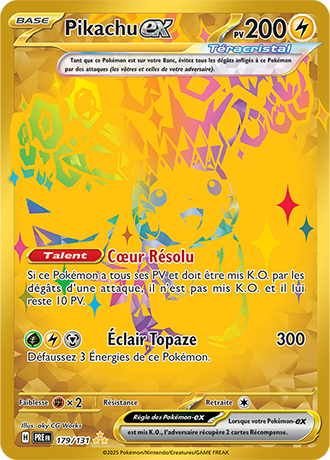 BASE Pikachu ex PV 200
Téracristal
Tant que ce Pokémon est sur votre Banc, évitez tous les dégâts infligés à ce Pokémon
par des attaques (les vôtres et celles de votre adversaire).
Talent Cœur Résolu
Si ce Pokémon a tous ses PV et doit être mis K.O. par les
dégâts d'une attaque, il n'est pas mis K.O. et il lui
reste 10 PV.
Éclair Topaze 300
Défaussez 3 Énergies de ce Pokémon.
Faiblesse ×2 Résistance Retraite
Illus. aky CG Works
Règle des Pokémon-ex Lorsque votre Pokémon-ex
est mis K.O., l'adversaire récupère 2 cartes Récompense.
H PRE FR 179/131
©2025 Pokémon/Nintendo/Creatures/GAME FREAK